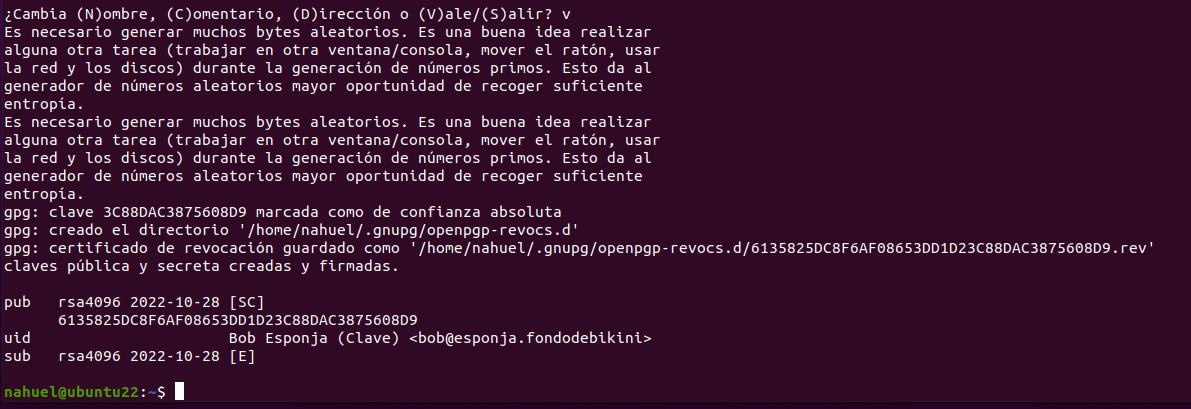 ¿Cambia (N)ombre, (C)omentario, (D)irección o (V)ale/(S)alir? v
Es necesario generar muchos bytes aleatorios. Es una buena idea realizar
alguna otra tarea (trabajar en otra ventana/consola, mover el ratón, usar
la red y los discos) durante la generación de números primos. Esto da al
generador de números aleatorios mayor oportunidad de recoger suficiente
entropía.
Es necesario generar muchos bytes aleatorios. Es una buena idea realizar
alguna otra tarea (trabajar en otra ventana/consola, mover el ratón, usar
la red y los discos) durante la generación de números primos. Esto da al
generador de números aleatorios mayor oportunidad de recoger suficiente
entropía.
gpg: clave 3C88DAC3875608D9 marcada como de confianza absoluta
gpg: creado el directorio '/home/nahuel/.gnupg/openpgp-revocs.d'
gpg: certificado de revocación guardado como '/home/nahuel/.gnupg/openpgp-revocs.d/6135825DC8F6AF08653DD1D23C88DAC3875608D9.rev'
claves pública y secreta creadas y firmadas.
pub   rsa4096 2022-10-28 [SC]
      6135825DC8F6AF08653DD1D23C88DAC3875608D9
uid                      Bob Esponja (Clave) <bob@esponja.fondodebikini>
sub   rsa4096 2022-10-28 [E]
nahuel@ubuntu22:~$